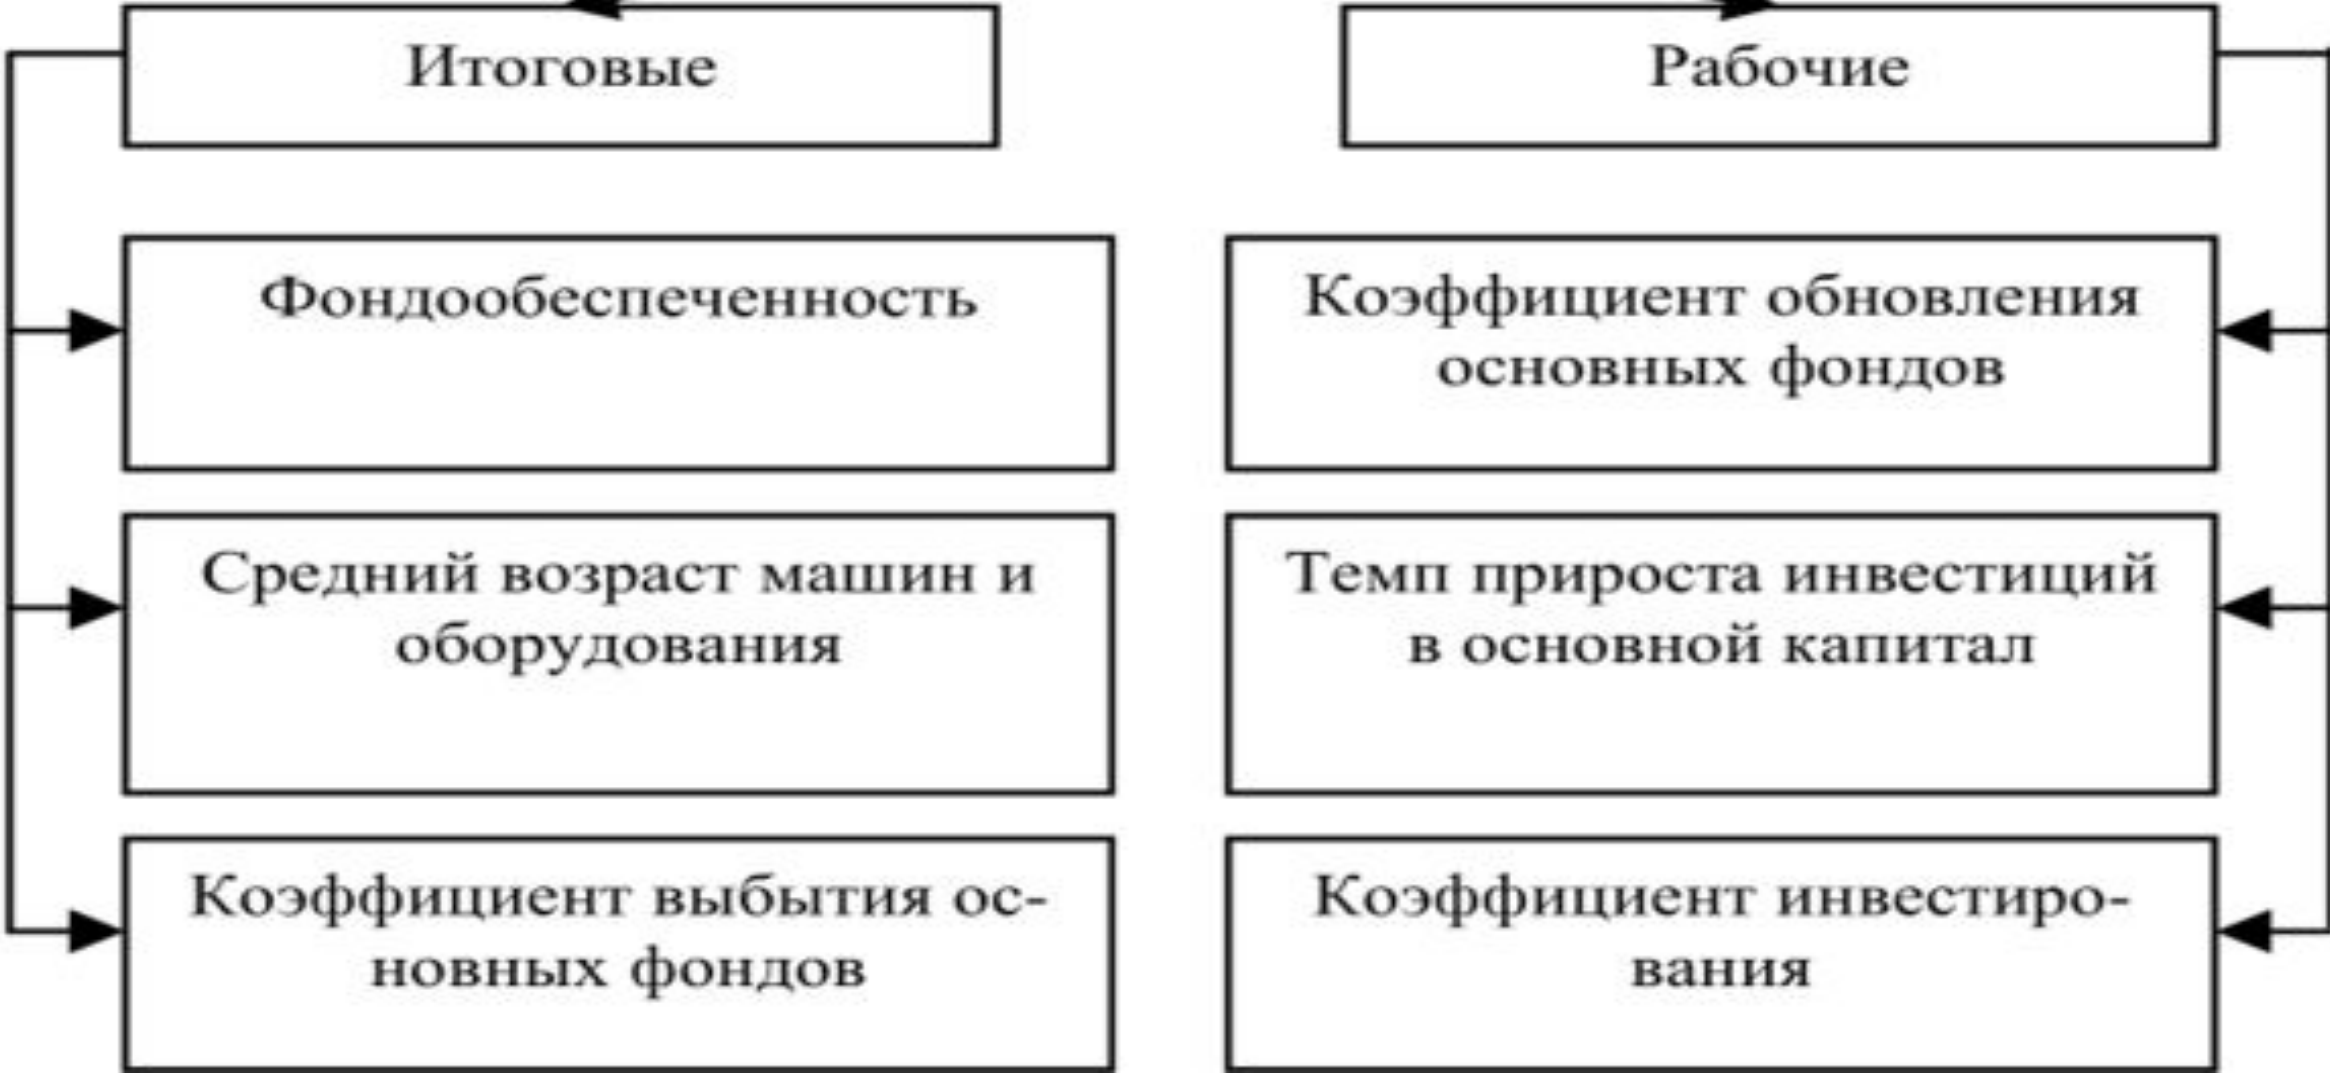 Итоговые
Рабочие
Фондообеспеченность
Коэффициент обновления
основных фондов
Средний возраст машин и
оборудования
Темп прироста инвестиций
в основной капитал
Коэффициент выбытия ос-
новных фондов
Коэффициент инвестиро-
вания